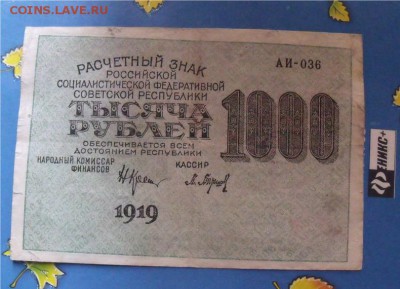 COINS.LAVE.RU
РАСЧЕТНЫЙ ЗНАК
РОССИЙСКОЙ
СОЦИАЛИСТИЧЕСКОЙ ФЕДЕРАТИВНОЙ
СОВЕТСКОЙ РЕСПУБЛИКИ
АИ-036
ТЫСЯЧА
РУБЛЕЙ
1000
ОБЕСПЕЧИВАЕТСЯ ВСЕМ
ДОСТОЯНИЕМ РЕСПУБЛИКИ
НАРОДНЫЙ КОМИССАР
ФИНАНСОВ
КАССИР
1919
ЕНИКС+